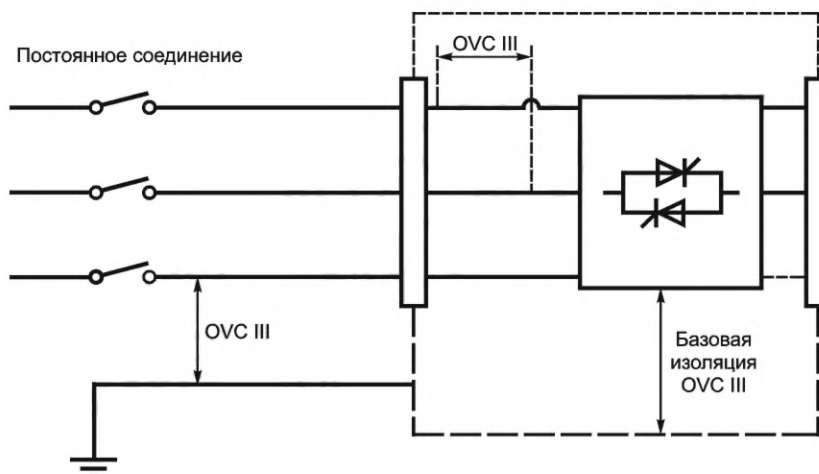 OVC III
Постоянное соединение
OVC III
Базовая
изоляция
OVC III